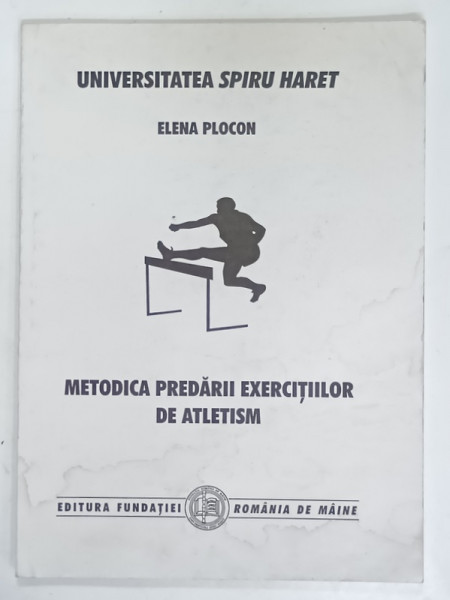 UNIVERSITATEA SPIRU HARET
ELENA PLOCON
METODICA PREDĂRII EXERCIȚIILOR
DE ATLETISM
EDITURA FUNDAȚIEI ROMÂNIA DE MÂINE